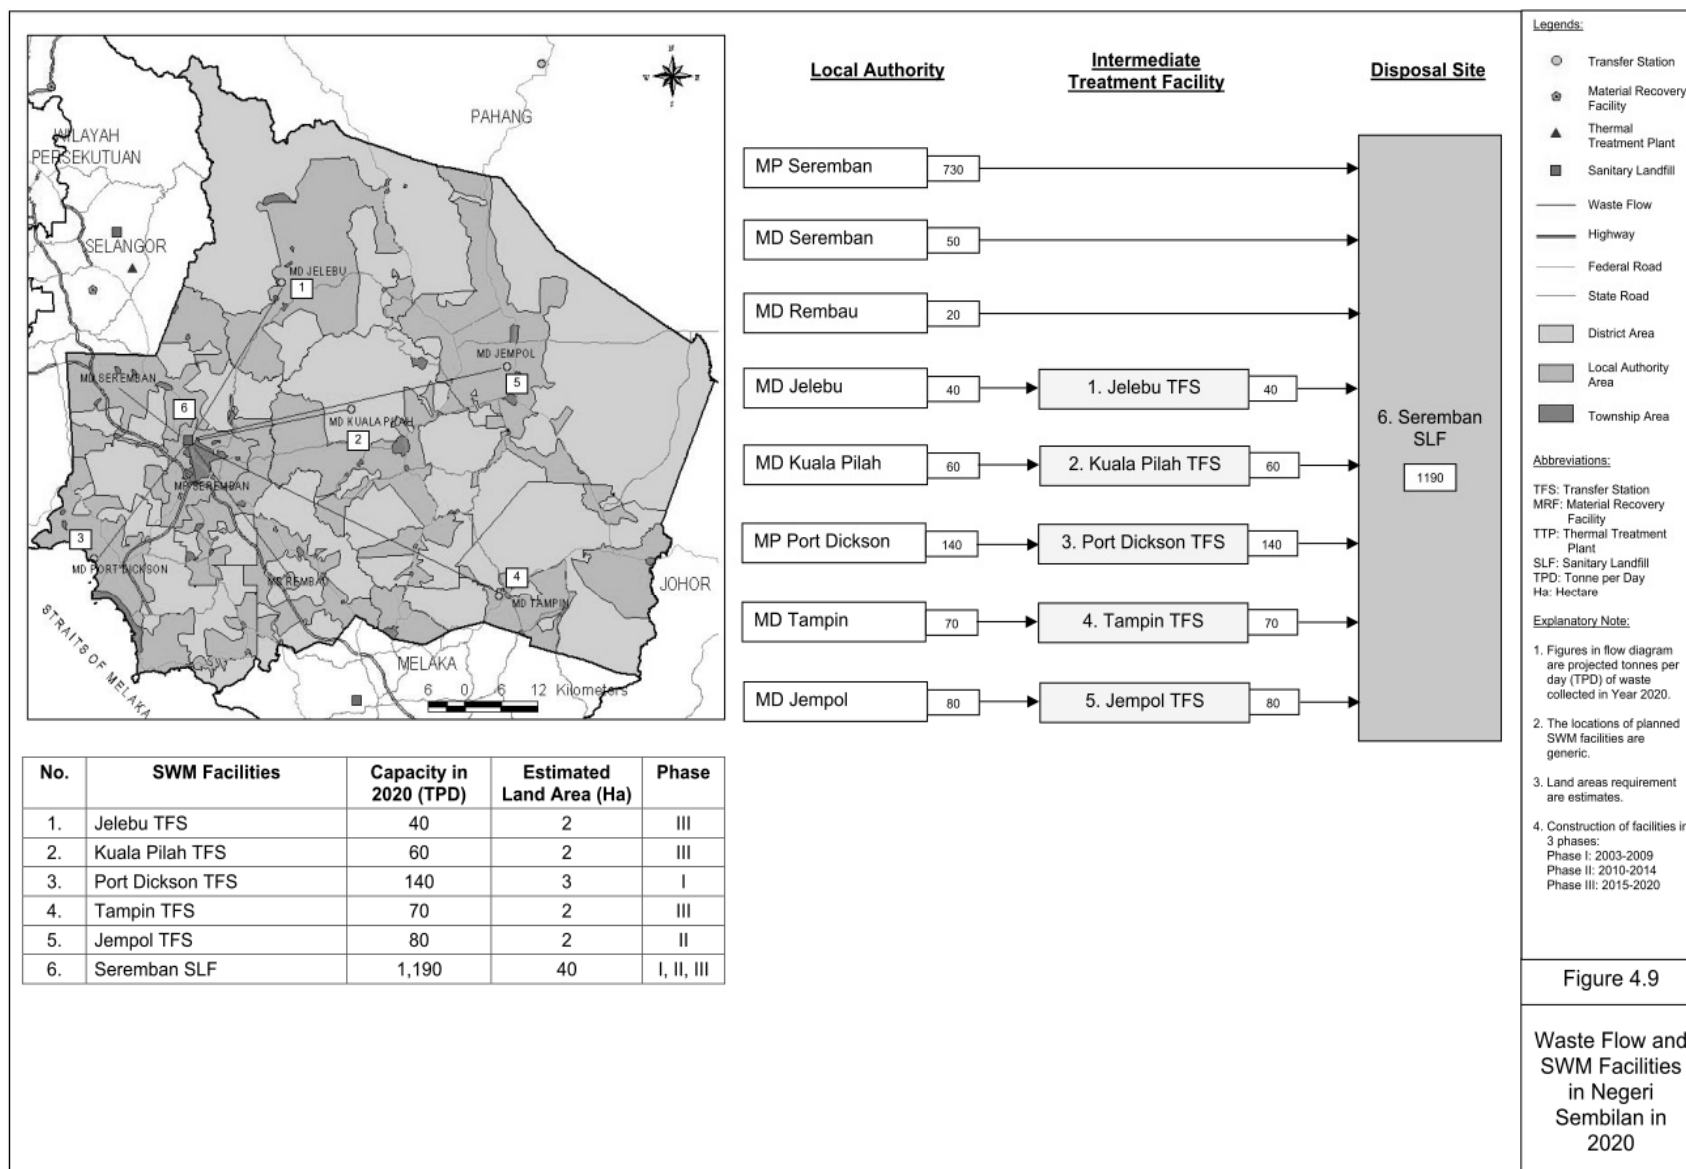 PAHANG
WILAYAH
PERSEKUTUAN
SELANGOR
MD JELEBU
1
MD JEMPOL
5
MD SEREMBAN
6
MD KUALA PILAH
2
MP SEREMBAN
3
MD PORT DICKSON
MD REMBAU
4
MD TAMPIN
JOHOR
STRAITS OF MELAKA
MELAKA
6 0 6 12 Kilometers
N
W E
S
Local Authority
Intermediate
Treatment Facility
Disposal Site
MP Seremban 730
MD Seremban 50
MD Rembau 20
MD Jelebu 40 1. Jelebu TFS 40
MD Kuala Pilah 60 2. Kuala Pilah TFS 60
MP Port Dickson 140 3. Port Dickson TFS 140
MD Tampin 70 4. Tampin TFS 70
MD Jempol 80 5. Jempol TFS 80
6. Seremban
SLF
1190
No. SWM Facilities Capacity in
2020 (TPD) Estimated
Land Area (Ha) Phase
1. Jelebu TFS 40 2 III
2. Kuala Pilah TFS 60 2 III
3. Port Dickson TFS 140 3 I
4. Tampin TFS 70 2 III
5. Jempol TFS 80 2 II
6. Seremban SLF 1,190 40 I, II, III
Legends:
Transfer Station
Material Recovery
Facility
Thermal
Treatment Plant
Sanitary Landfill
Waste Flow
Highway
Federal Road
State Road
District Area
Local Authority
Area
Township Area
Abbreviations:
TFS: Transfer Station
MRF: Material Recovery
Facility
TTP: Thermal Treatment
Plant
SLF: Sanitary Landfill
TPD: Tonne per Day
Ha: Hectare
Explanatory Note:
1. Figures in flow diagram
are projected tonnes per
day (TPD) of waste
collected in Year 2020.
2. The locations of planned
SWM facilities are
generic.
3. Land areas requirement
are estimates.
4. Construction of facilities in
3 phases:
Phase I: 2003-2009
Phase II: 2010-2014
Phase III: 2015-2020
Figure 4.9
Waste Flow and
SWM Facilities
in Negeri
Sembilan in
2020